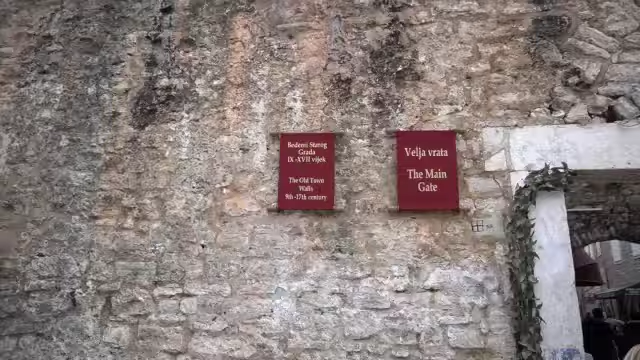 Bedemi Starog
Grada
IX -XVII vijek
The Old Town
Walls
9th -17th century
Velja vrata
The Main
Gate